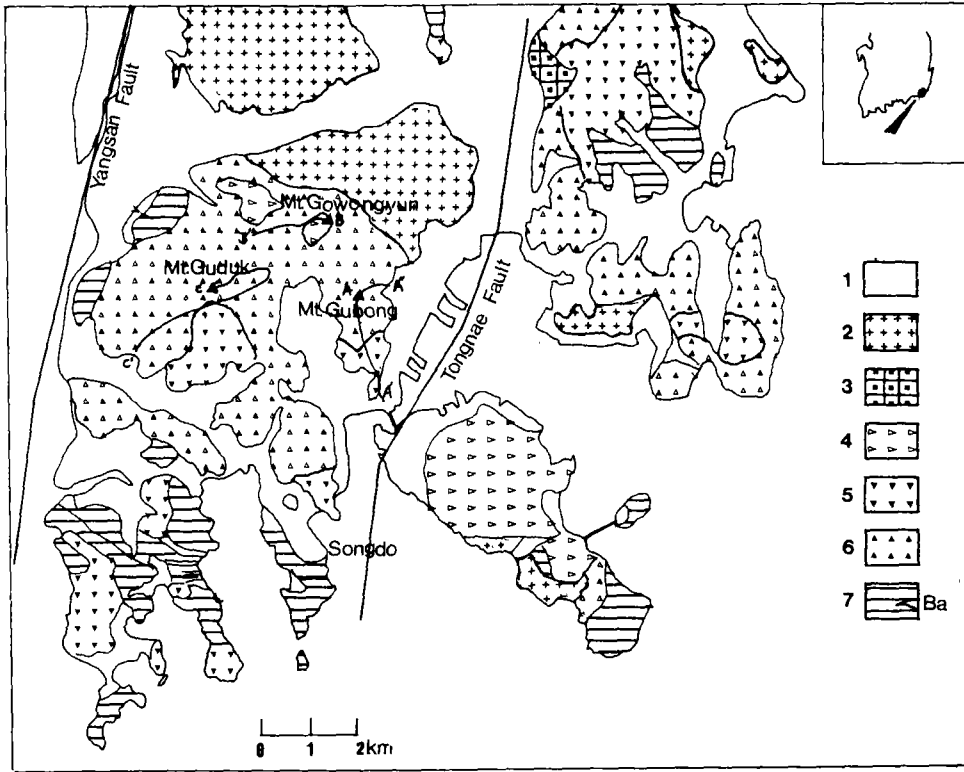 Yangsan Fault
Mt.Gowongyun
B
B'
Mt.Guduk
C
C'
A
A'
Mt.Gubong
A'
Tongnae Fault
Songdo
1
2
3
4
5
6
7
Ba
0 1 2km